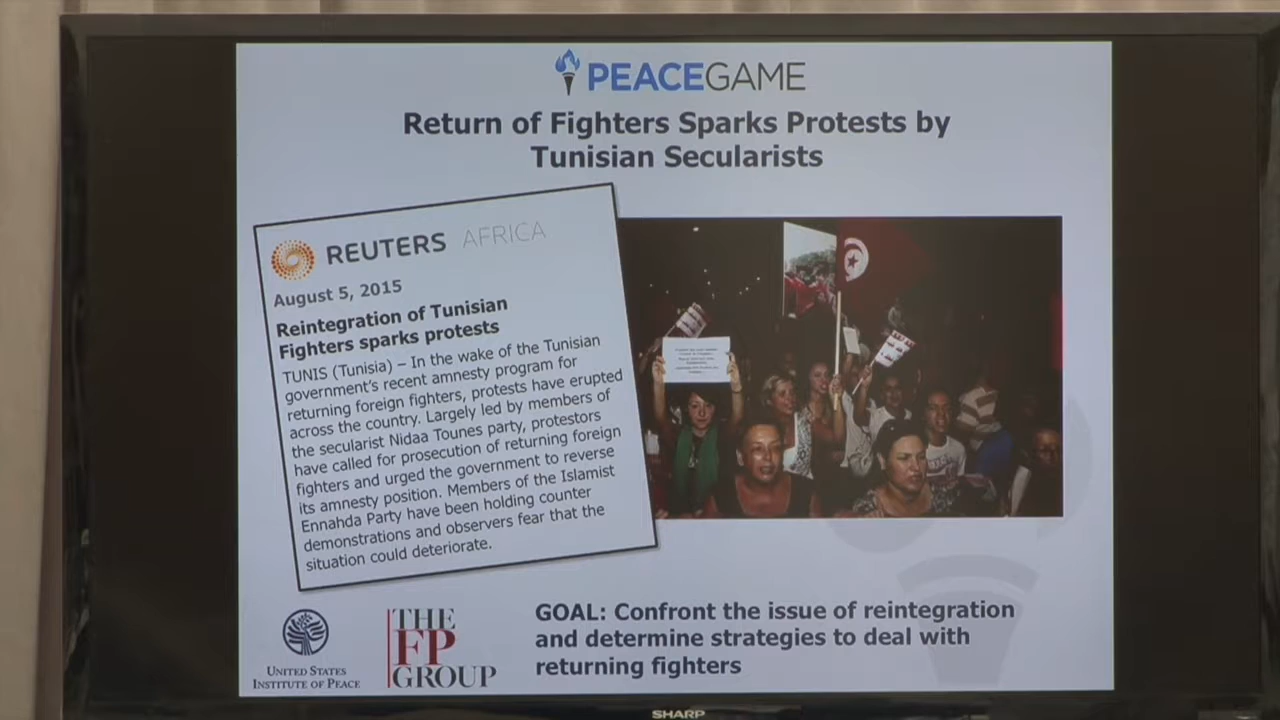 PEACEGAME
Return of Fighters Sparks Protests by
Tunisian Secularists
REUTERS AFRICA
August 5, 2015
Reintegration of Tunisian
Fighters sparks protests
TUNIS (Tunisia) – In the wake of the Tunisian
government's recent amnesty program for
returning foreign fighters, protests have erupted
across the country. Largely led by members of
the secularist Nidaa Tounes party, protestors
have called for prosecution of returning foreign
fighters and urged the government to reverse
its amnesty position. Members of the Islamist
Ennahda Party have been holding counter
demonstrations and observers fear that the
situation could deteriorate.
UNITED STATES
INSTITUTE OF PEACE
THE
FP
GROUP
GOAL: Confront the issue of reintegration
and determine strategies to deal with
returning fighters
SHARP